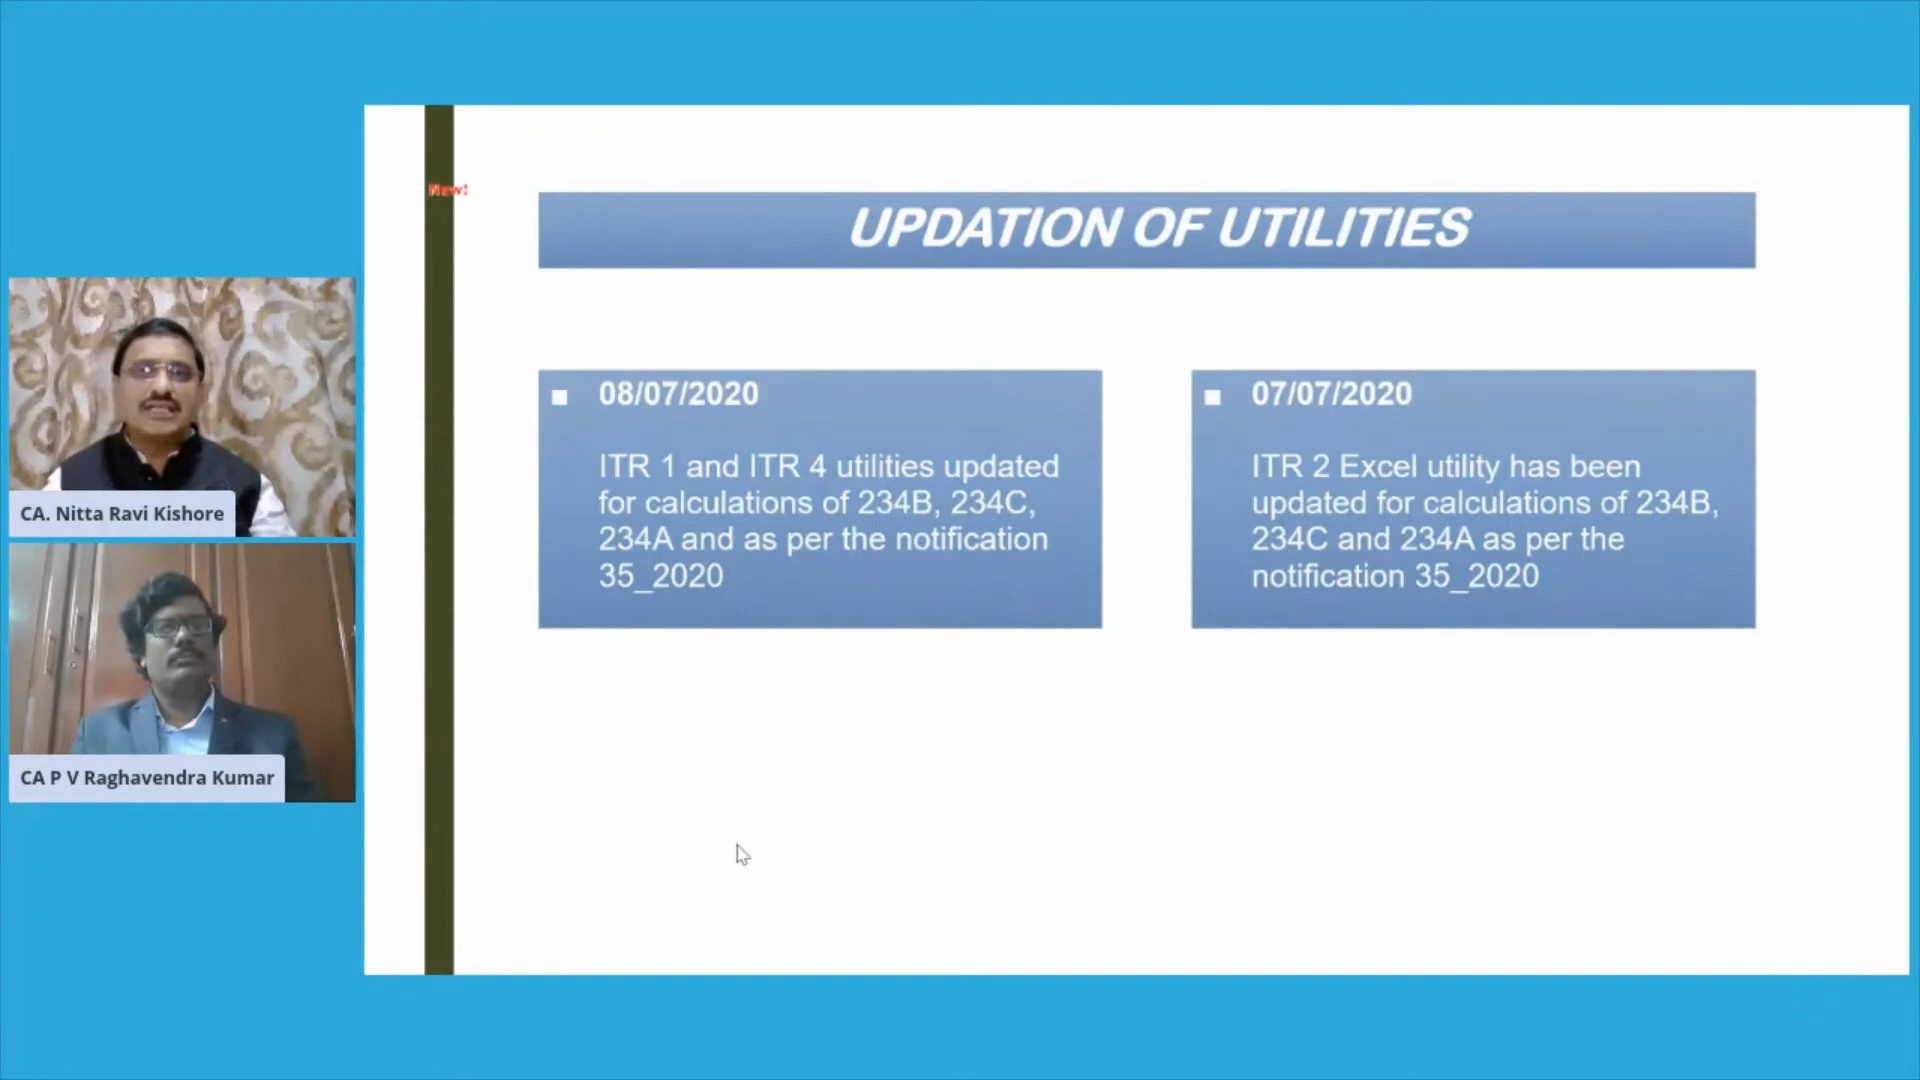 New!
UPDATION OF UTILITIES
■ 08/07/2020
ITR 1 and ITR 4 utilities updated
for calculations of 234B, 234C,
234A and as per the notification
35_2020
■ 07/07/2020
ITR 2 Excel utility has been
updated for calculations of 234B,
234C and 234A as per the
notification 35_2020
CA. Nitta Ravi Kishore
CA P V Raghavendra Kumar